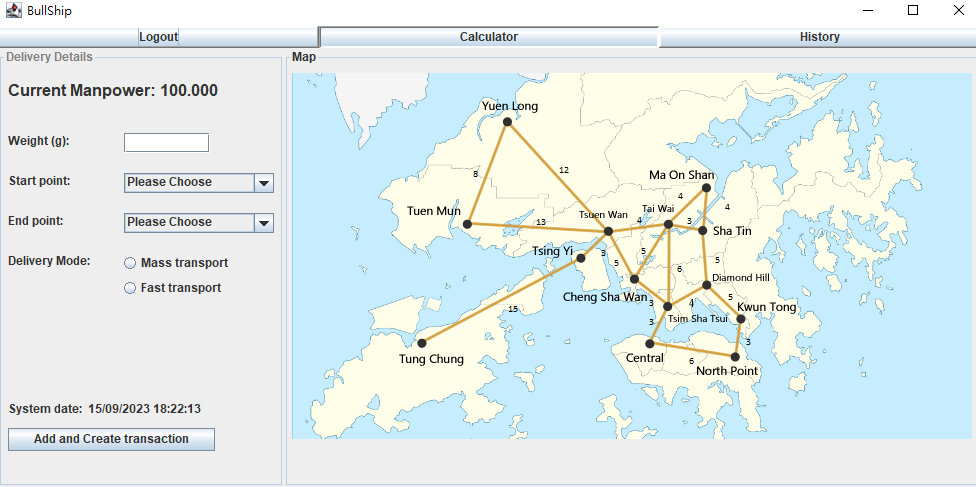 BullShip
Logout
Calculator
History
Delivery Details
Current Manpower: 100.000
Weight (g):
Start point:
Please Choose
End point:
Please Choose
Delivery Mode:
Mass transport
Fast transport
System date: 15/09/2023 18:22:13
Add and Create transaction
Map
Yuen Long
12
8
Ma On Shan
4
4
Tuen Mun
Tsuen Wan
Tai Wai
13
4
3
Sha Tin
Tsing Yi
3
5
5
6
5
Diamond Hill
Cheng Sha Wan
3
4
5
Kwun Tong
15
Tsim Sha Tsui
3
3
Tung Chung
Central
6
North Point